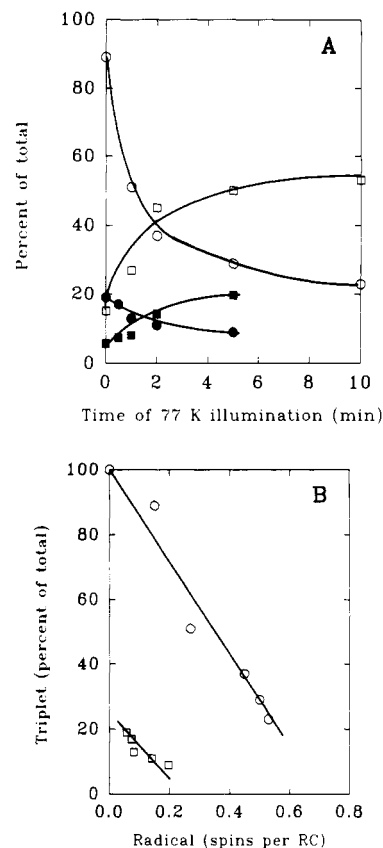 A
100
80
60
40
20
0
Percent of total
0 2 4 6 8 10
Time of 77 K illumination (min)
B
100
80
60
40
20
0
Triplet (percent of total)
0.0 0.2 0.4 0.6 0.8
Radical (spins per RC)